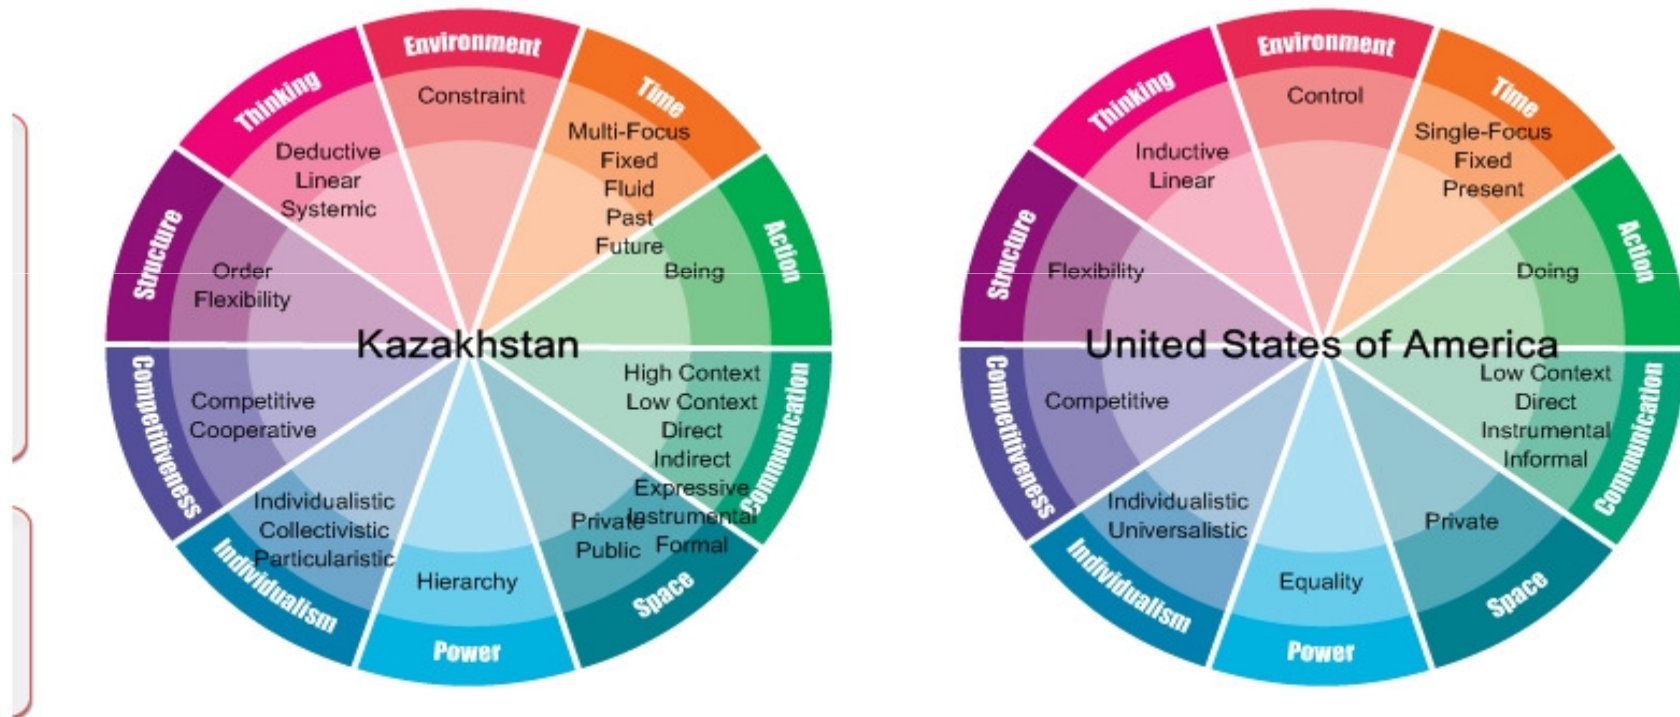 Environment
Constraint
Time
Multi-Focus
Fixed
Fluid
Past
Future
Action
Being
Communication
High Context
Low Context
Direct
Indirect
Expressive
Instrumental
Formal
Space
Private
Public
Power
Hierarchy
Individualism
Individualistic
Collectivistic
Particularistic
Competitiveness
Competitive
Cooperative
Structure
Order
Flexibility
Thinking
Deductive
Linear
Systemic
Kazakhstan
Environment
Control
Time
Single-Focus
Fixed
Present
Action
Doing
Communication
Low Context
Direct
Instrumental
Informal
Space
Private
Power
Equality
Individualism
Individualistic
Universalistic
Competitiveness
Competitive
Structure
Flexibility
Thinking
Inductive
Linear
United States of America